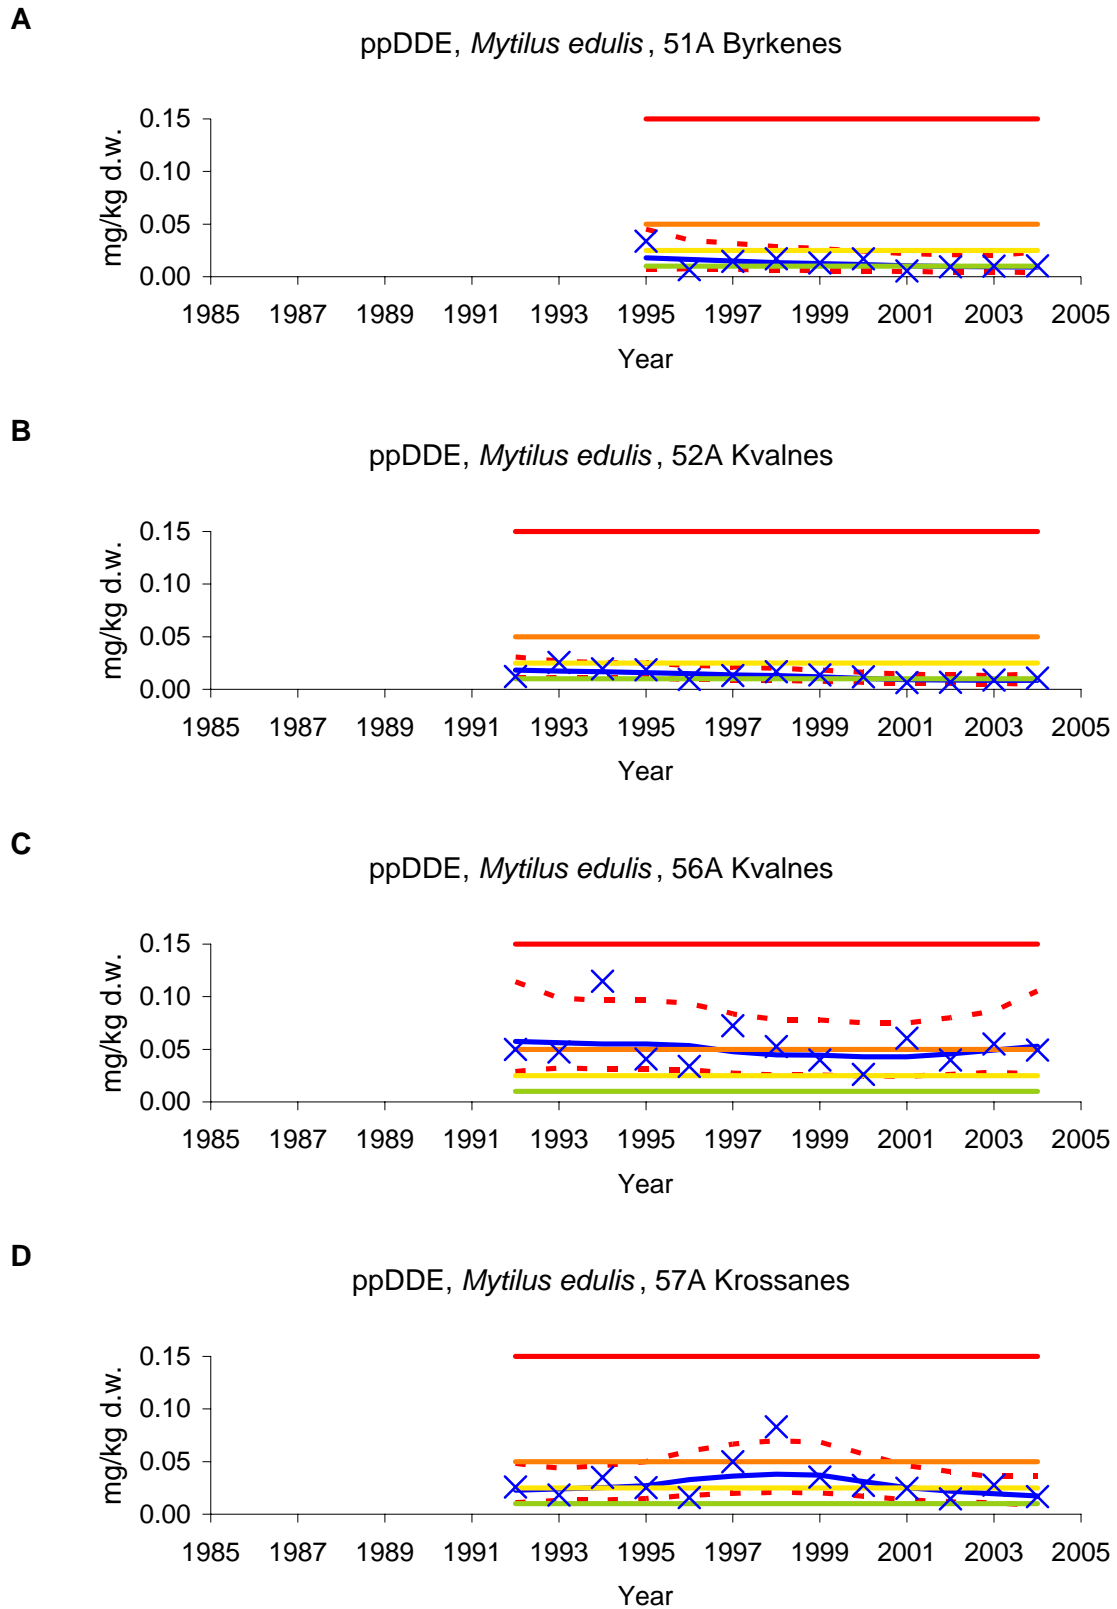 A
ppDDE, Mytilus edulis, 51A Byrkenes
mg/kg d.w.
0.15
0.10
0.05
0.00
1985 1987 1989 1991 1993 1995 1997 1999 2001 2003 2005
Year
B
ppDDE, Mytilus edulis, 52A Kvalnes
mg/kg d.w.
0.15
0.10
0.05
0.00
1985 1987 1989 1991 1993 1995 1997 1999 2001 2003 2005
Year
C
ppDDE, Mytilus edulis, 56A Kvalnes
mg/kg d.w.
0.15
0.10
0.05
0.00
1985 1987 1989 1991 1993 1995 1997 1999 2001 2003 2005
Year
D
ppDDE, Mytilus edulis, 57A Krossanes
mg/kg d.w.
0.15
0.10
0.05
0.00
1985 1987 1989 1991 1993 1995 1997 1999 2001 2003 2005
Year